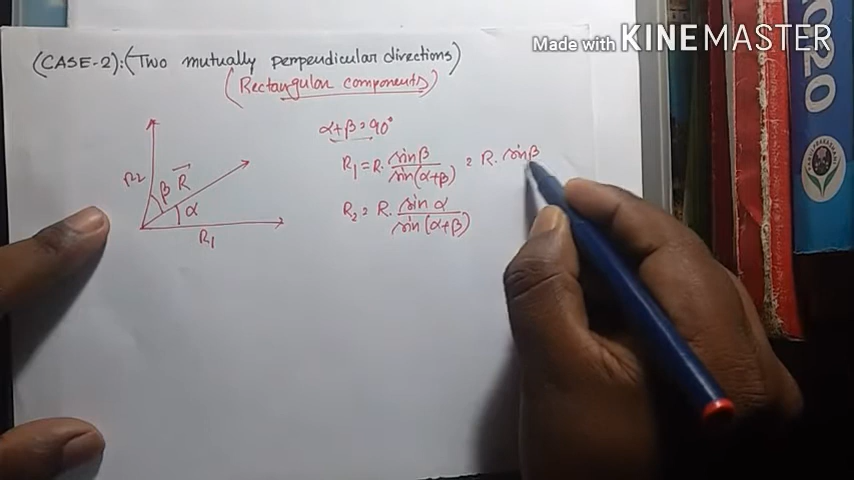 Made with KINEMASTER
(CASE-2):(Two mutually perpendicular directions)
(Rectangular components)
2020
α+β=90°
R₁ = R. sinβ / sin(α+β) = R. sinβ
R₂ = R. sin α / sin(α+β)
R₂
β
R
α
R₁